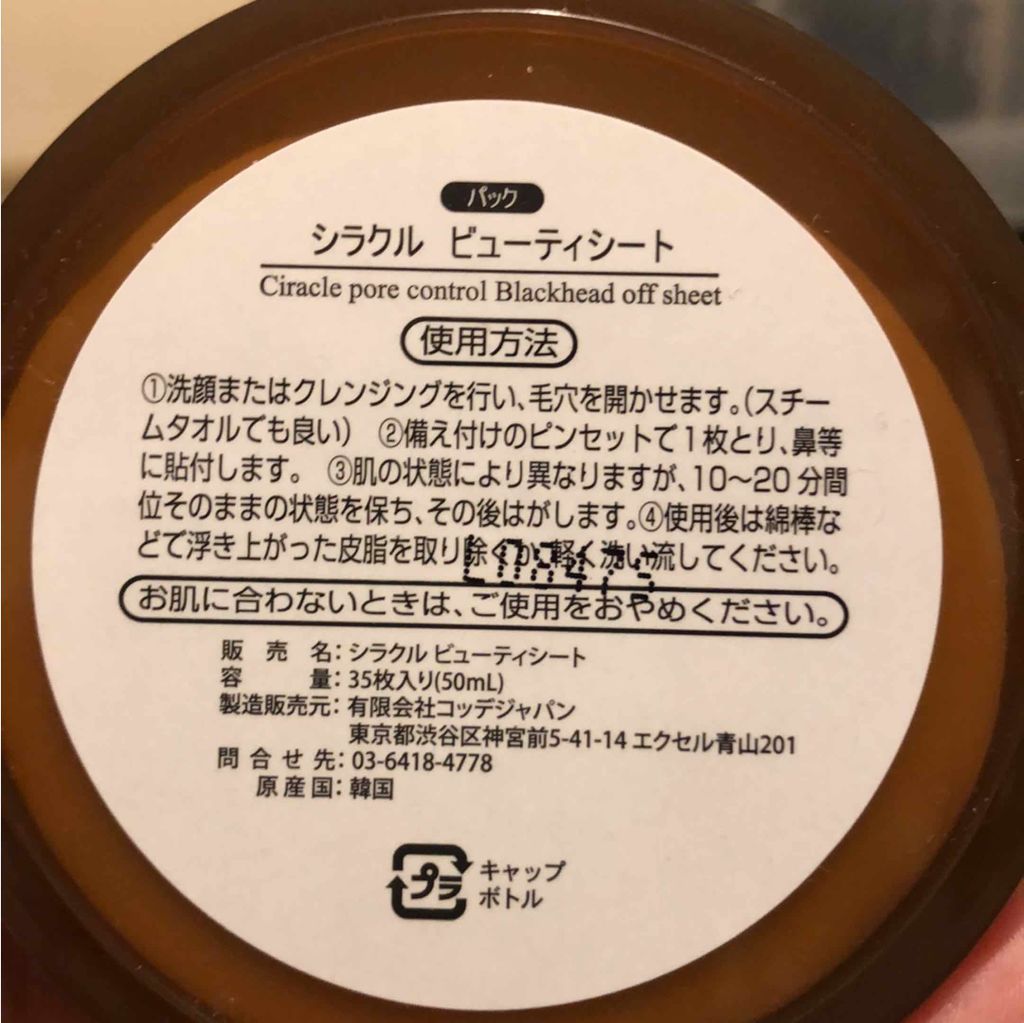 パック
シラクル ビューティシート
Ciracle pore control Blackhead off sheet
使用方法
①洗顔またはクレンジングを行い、毛穴を開かせます。(スチー
ムタオルでも良い) ②備え付けのピンセットで1枚とり、鼻等
に貼付します。 ③肌の状態により異なりますが、10〜20分間
位そのままの状態を保ち、その後はがします。④使用後は綿棒な
どで浮き上がった皮脂を取り除くか、軽く洗い流してください。
お肌に合わないときは、ご使用をおやめください。
販売名：シラクル ビューティシート
容量：35枚入り(50mL)
製造販売元：有限会社コッデジャパン
東京都渋谷区神宮前5-41-14 エクセル青山201
問合せ先：03-6418-4778
原産国：韓国
プラ
キャップ
ボトル